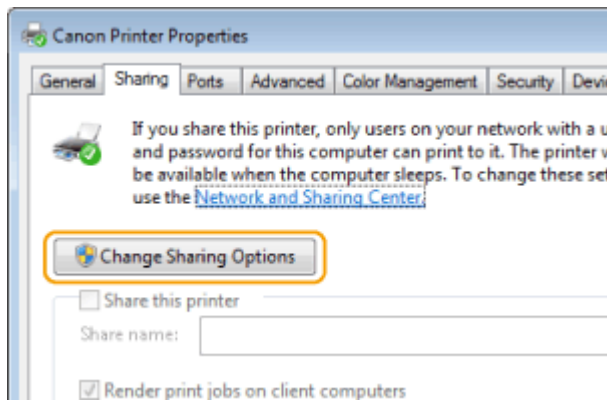 Canon Printer Properties
General Sharing Ports Advanced Color Management Security
If you share this printer, only users on your network with a
and password for this computer can print to it. The printer
be available when the computer sleeps. To change these
use the Network and Sharing Center.
Change Sharing Options
Share this printer
Share name:
Render print jobs on client computers